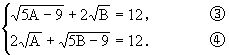 √(5A − 9) + 2√B = 12,  ③
2√A + √(5B − 9) = 12.  ④